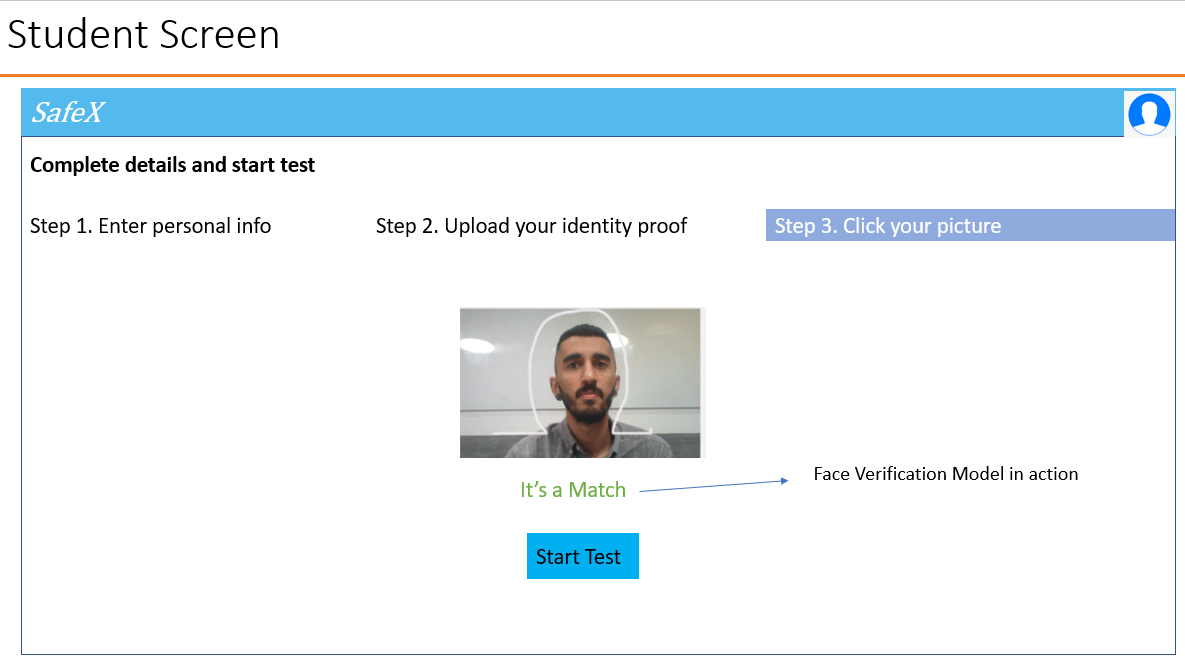 Student Screen
SafeX
Complete details and start test
Step 1. Enter personal info
Step 2. Upload your identity proof
Step 3. Click your picture
It's a Match
Face Verification Model in action
Start Test